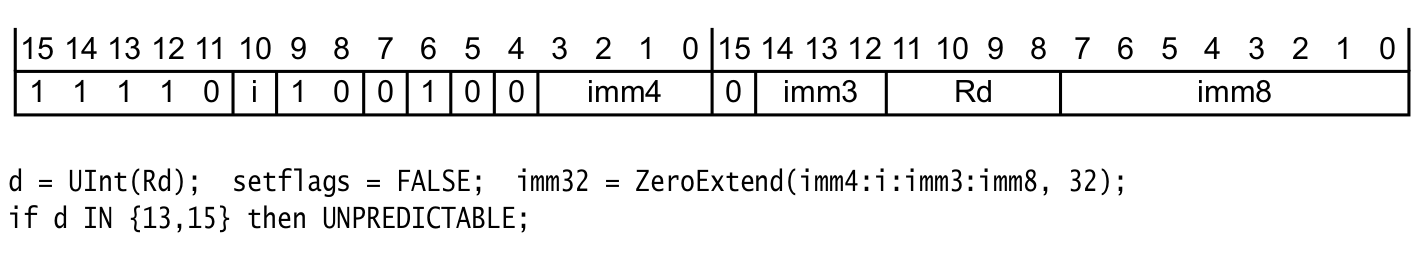 15 14 13 12 11 10 9 8 7 6 5 4 3 2 1 0 15 14 13 12 11 10 9 8 7 6 5 4 3 2 1 0
1 1 1 1 0 i 1 0 0 1 0 0 imm4 0 imm3 Rd imm8
d = UInt(Rd); setflags = FALSE; imm32 = ZeroExtend(imm4:i:imm3:imm8, 32);
if d IN {13,15} then UNPREDICTABLE;